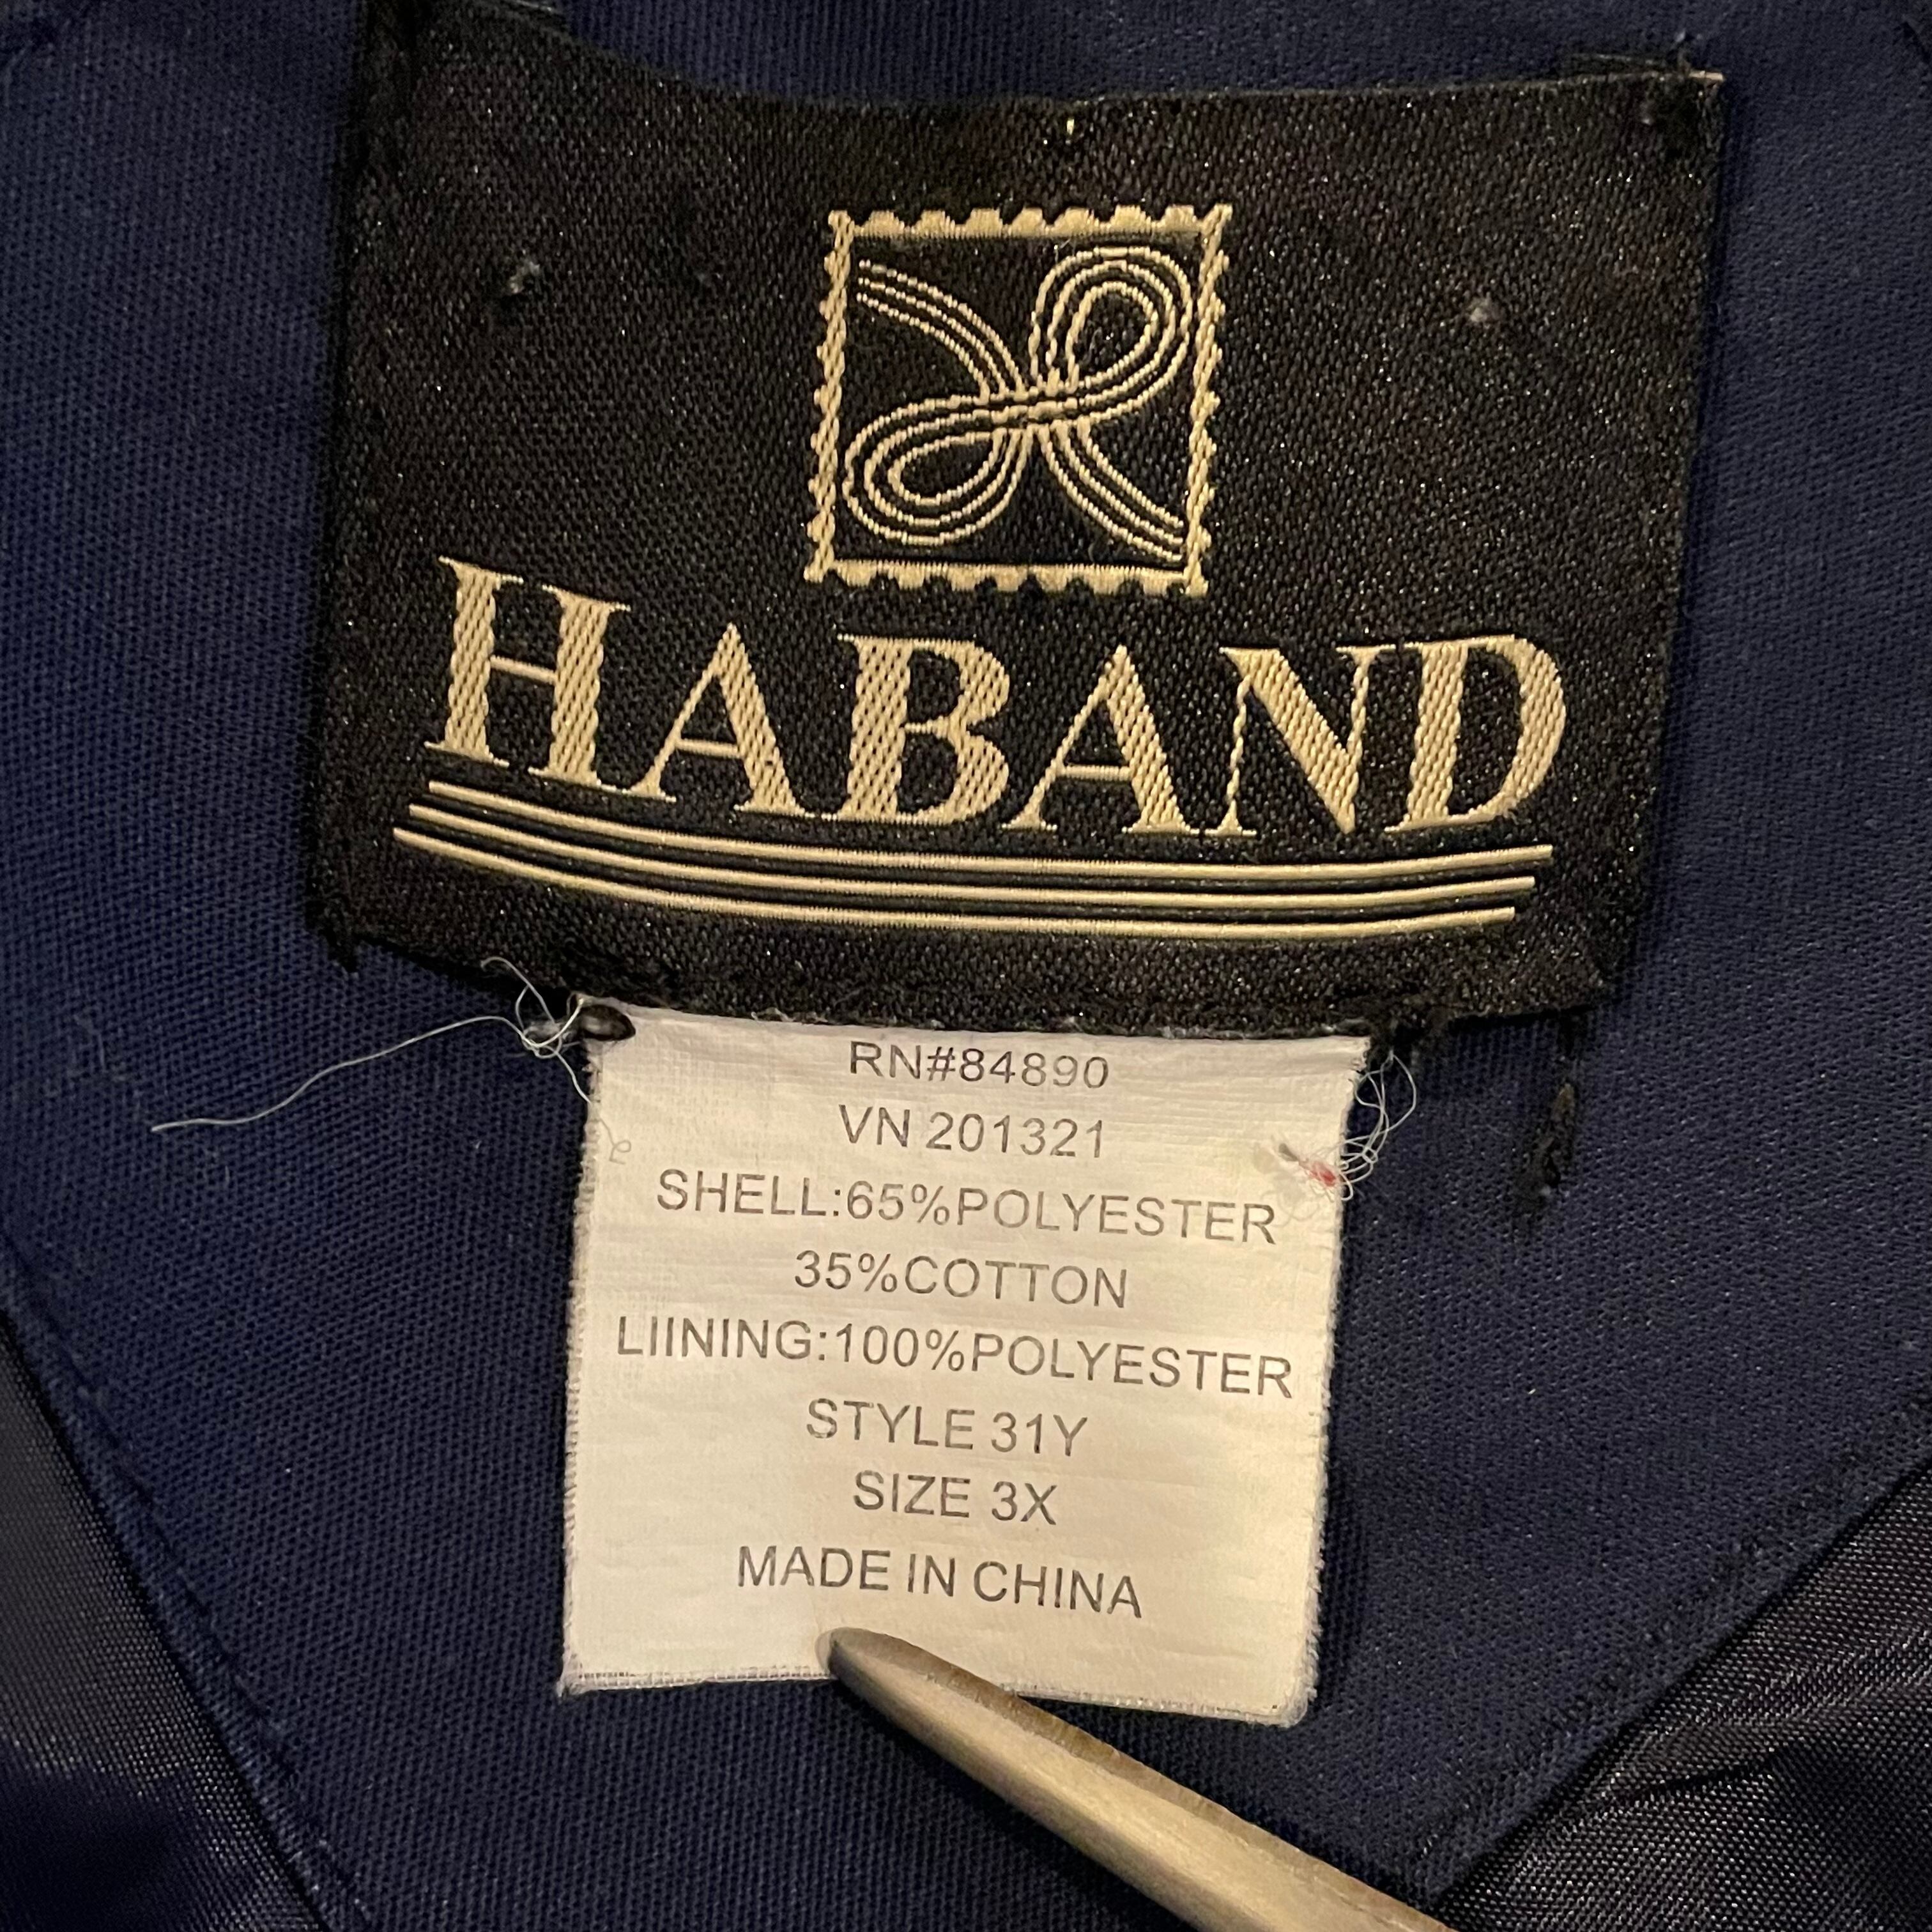 HABAND
RN#84890
VN 201321
SHELL:65%POLYESTER
35%COTTON
LIINING:100%POLYESTER
STYLE 31Y
SIZE 3X
MADE IN CHINA